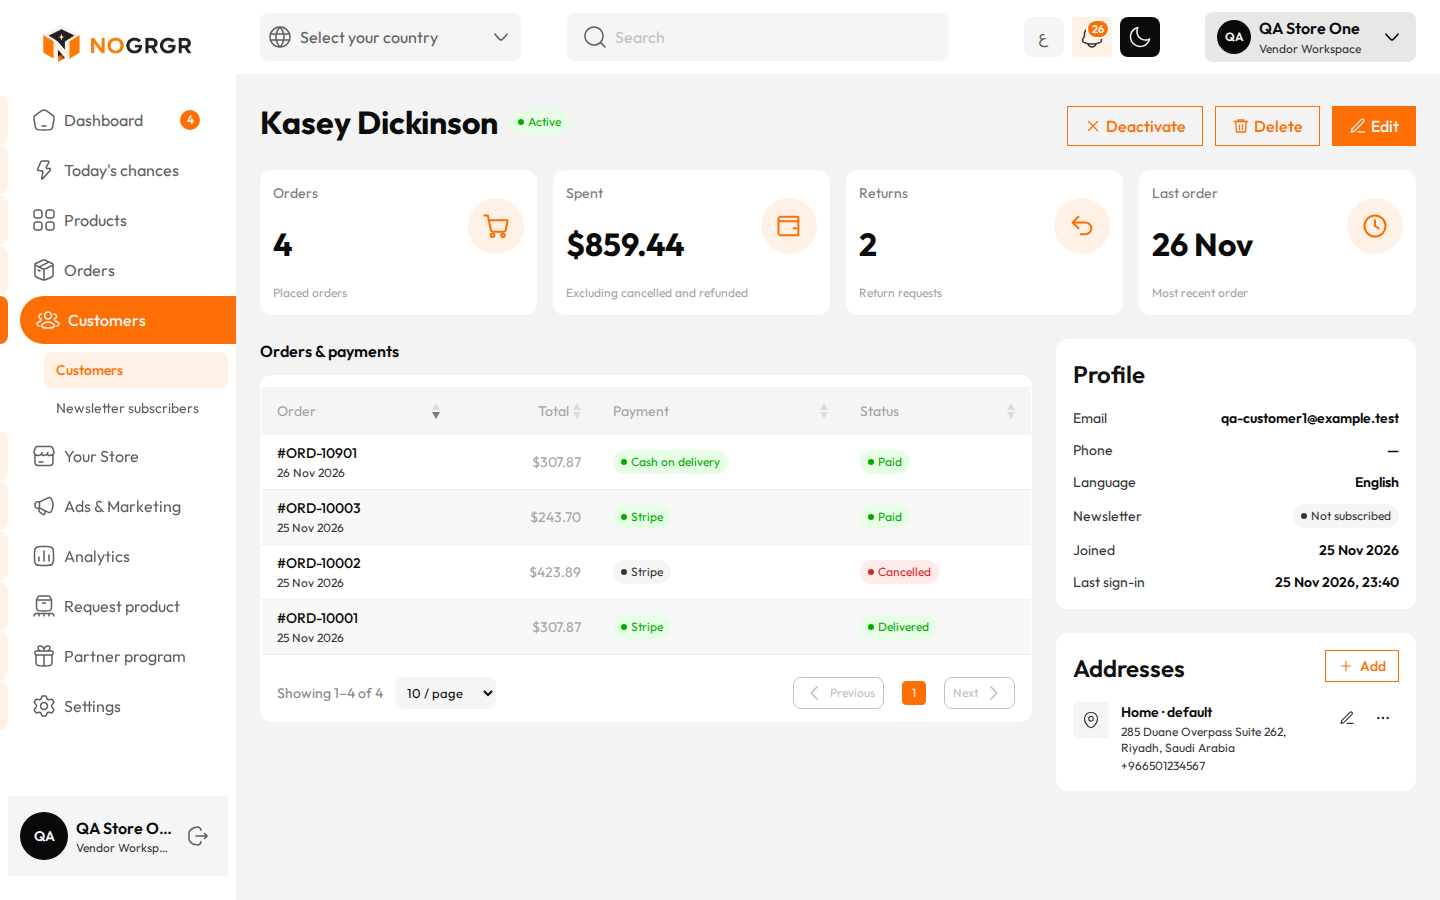 NOGRGR
Select your country
Search
ع
26
QA
QA Store One
Vendor Workspace
Dashboard
4
Today's chances
Products
Orders
Customers
Customers
Newsletter subscribers
Your Store
Ads & Marketing
Analytics
Request product
Partner program
Settings
QA
QA Store O...
Vendor Worksp...
Kasey Dickinson
Active
Deactivate
Delete
Edit
Orders
4
Placed orders
Spent
$859.44
Excluding cancelled and refunded
Returns
2
Return requests
Last order
26 Nov
Most recent order
Orders & payments
Order Total Payment Status
#ORD-10901
26 Nov 2026
$307.87 Cash on delivery Paid
#ORD-10003
25 Nov 2026
$243.70 Stripe Paid
#ORD-10002
25 Nov 2026
$423.89 Stripe Cancelled
#ORD-10001
25 Nov 2026
$307.87 Stripe Delivered
Showing 1–4 of 4
10 / page
Previous
1
Next
Profile
Email qa-customer1@example.test
Phone —
Language English
Newsletter Not subscribed
Joined 25 Nov 2026
Last sign-in 25 Nov 2026, 23:40
Addresses
Add
Home · default
285 Duane Overpass Suite 262,
Riyadh, Saudi Arabia
+966501234567